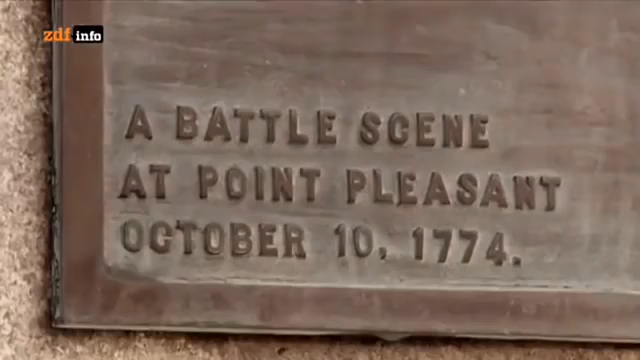 zdf info
A BATTLE SCENE
AT POINT PLEASANT
OCTOBER 10, 1774.